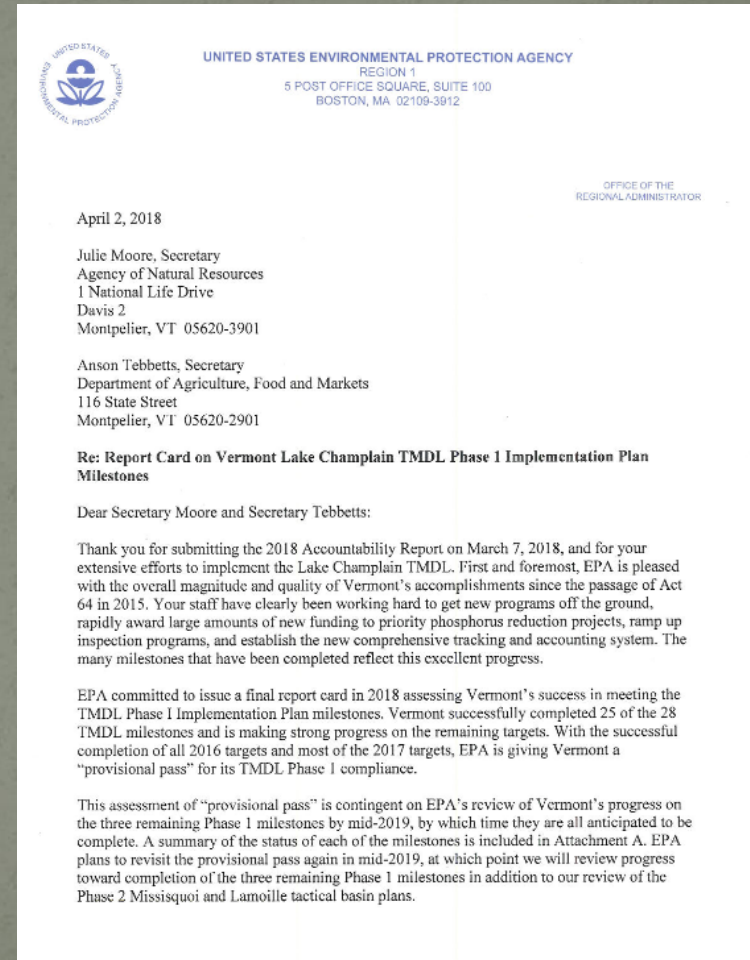 UNITED STATES
ENVIRONMENTAL PROTECTION AGENCY
UNITED STATES ENVIRONMENTAL PROTECTION AGENCY
REGION 1
5 POST OFFICE SQUARE, SUITE 100
BOSTON, MA 02109-3912
OFFICE OF THE
REGIONAL ADMINISTRATOR
April 2, 2018
Julie Moore, Secretary
Agency of Natural Resources
1 National Life Drive
Davis 2
Montpelier, VT 05620-3901
Anson Tebbetts, Secretary
Department of Agriculture, Food and Markets
116 State Street
Montpelier, VT 05620-2901
Re: Report Card on Vermont Lake Champlain TMDL Phase 1 Implementation Plan
Milestones
Dear Secretary Moore and Secretary Tebbetts:
Thank you for submitting the 2018 Accountability Report on March 7, 2018, and for your
extensive efforts to implement the Lake Champlain TMDL. First and foremost, EPA is pleased
with the overall magnitude and quality of Vermont's accomplishments since the passage of Act
64 in 2015. Your staff have clearly been working hard to get new programs off the ground,
rapidly award large amounts of new funding to priority phosphorus reduction projects, ramp up
inspection programs, and establish the new comprehensive tracking and accounting system. The
many milestones that have been completed reflect this excellent progress.
EPA committed to issue a final report card in 2018 assessing Vermont's success in meeting the
TMDL Phase I Implementation Plan milestones. Vermont successfully completed 25 of the 28
TMDL milestones and is making strong progress on the remaining targets. With the successful
completion of all 2016 targets and most of the 2017 targets, EPA is giving Vermont a
"provisional pass" for its TMDL Phase 1 compliance.
This assessment of "provisional pass" is contingent on EPA's review of Vermont's progress on
the three remaining Phase 1 milestones by mid-2019, by which time they are all anticipated to be
complete. A summary of the status of each of the milestones is included in Attachment A. EPA
plans to revisit the provisional pass again in mid-2019, at which point we will review progress
toward completion of the three remaining Phase 1 milestones in addition to our review of the
Phase 2 Missisquoi and Lamoille tactical basin plans.